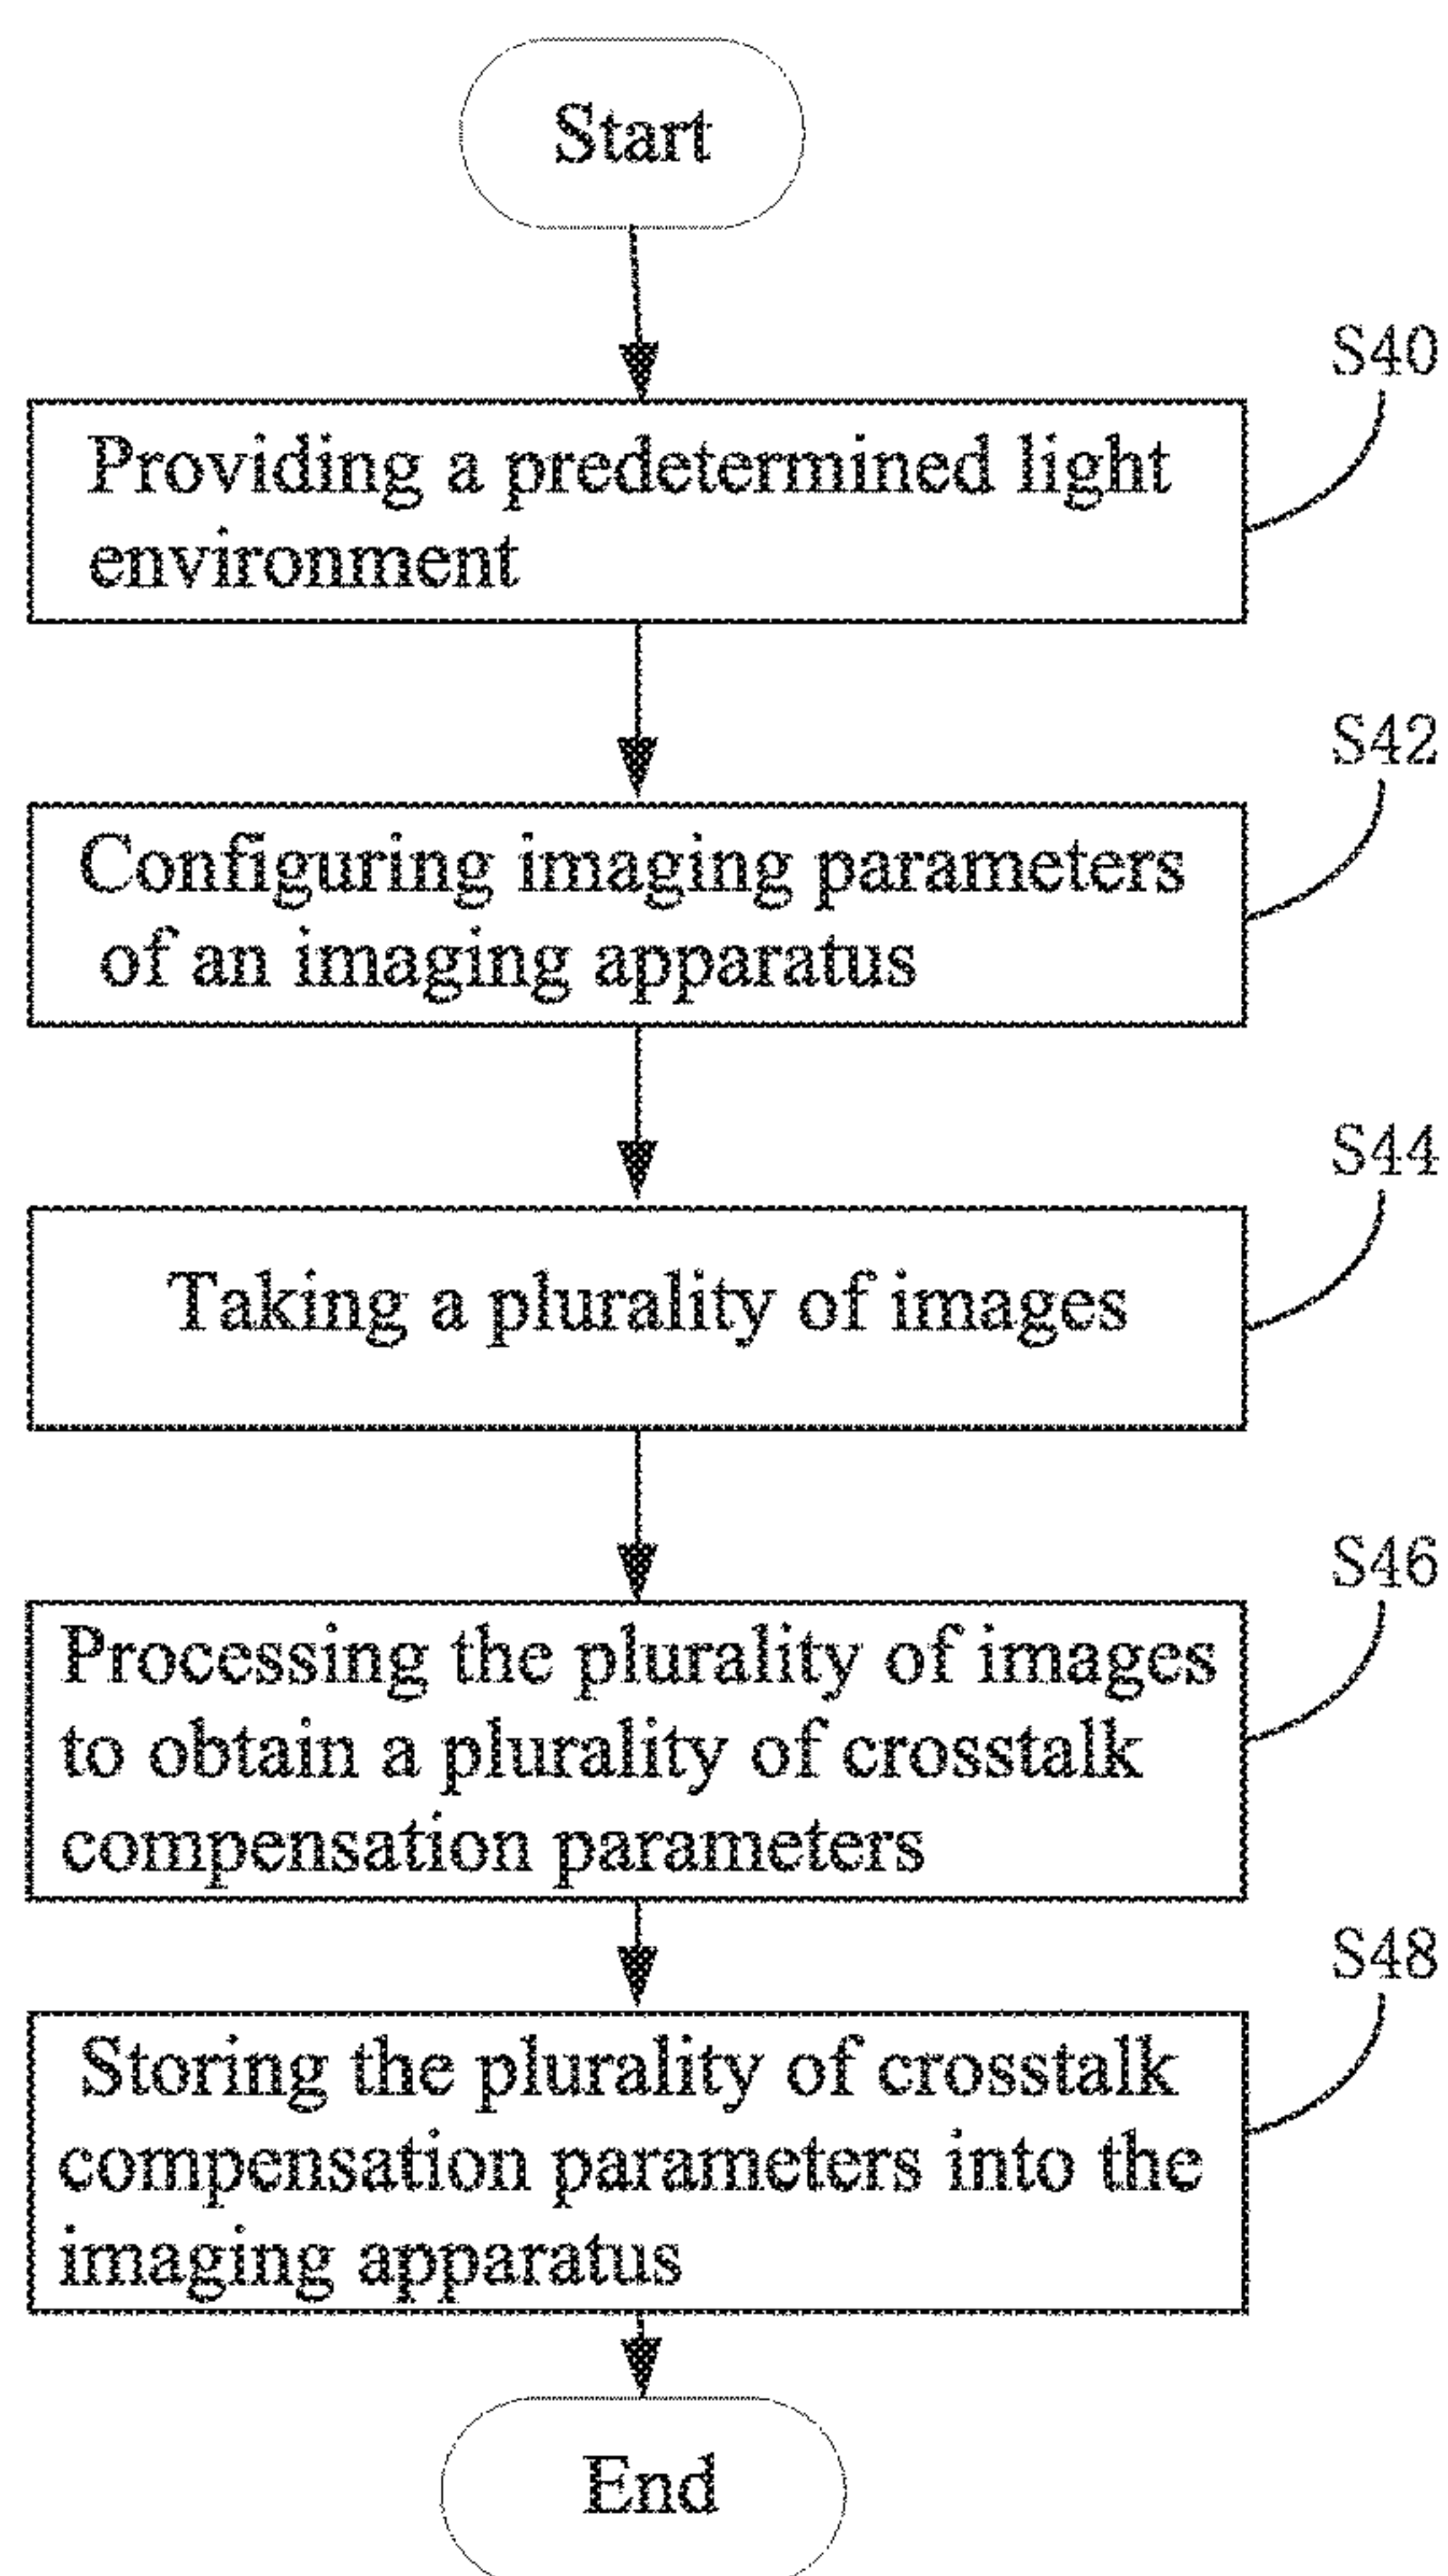 Start
S40
Providing a predetermined light
environment
S42
Configuring imaging parameters
of an imaging apparatus
S44
Taking a plurality of images
S46
Processing the plurality of images
to obtain a plurality of crosstalk
compensation parameters
S48
Storing the plurality of crosstalk
compensation parameters into the
imaging apparatus
End